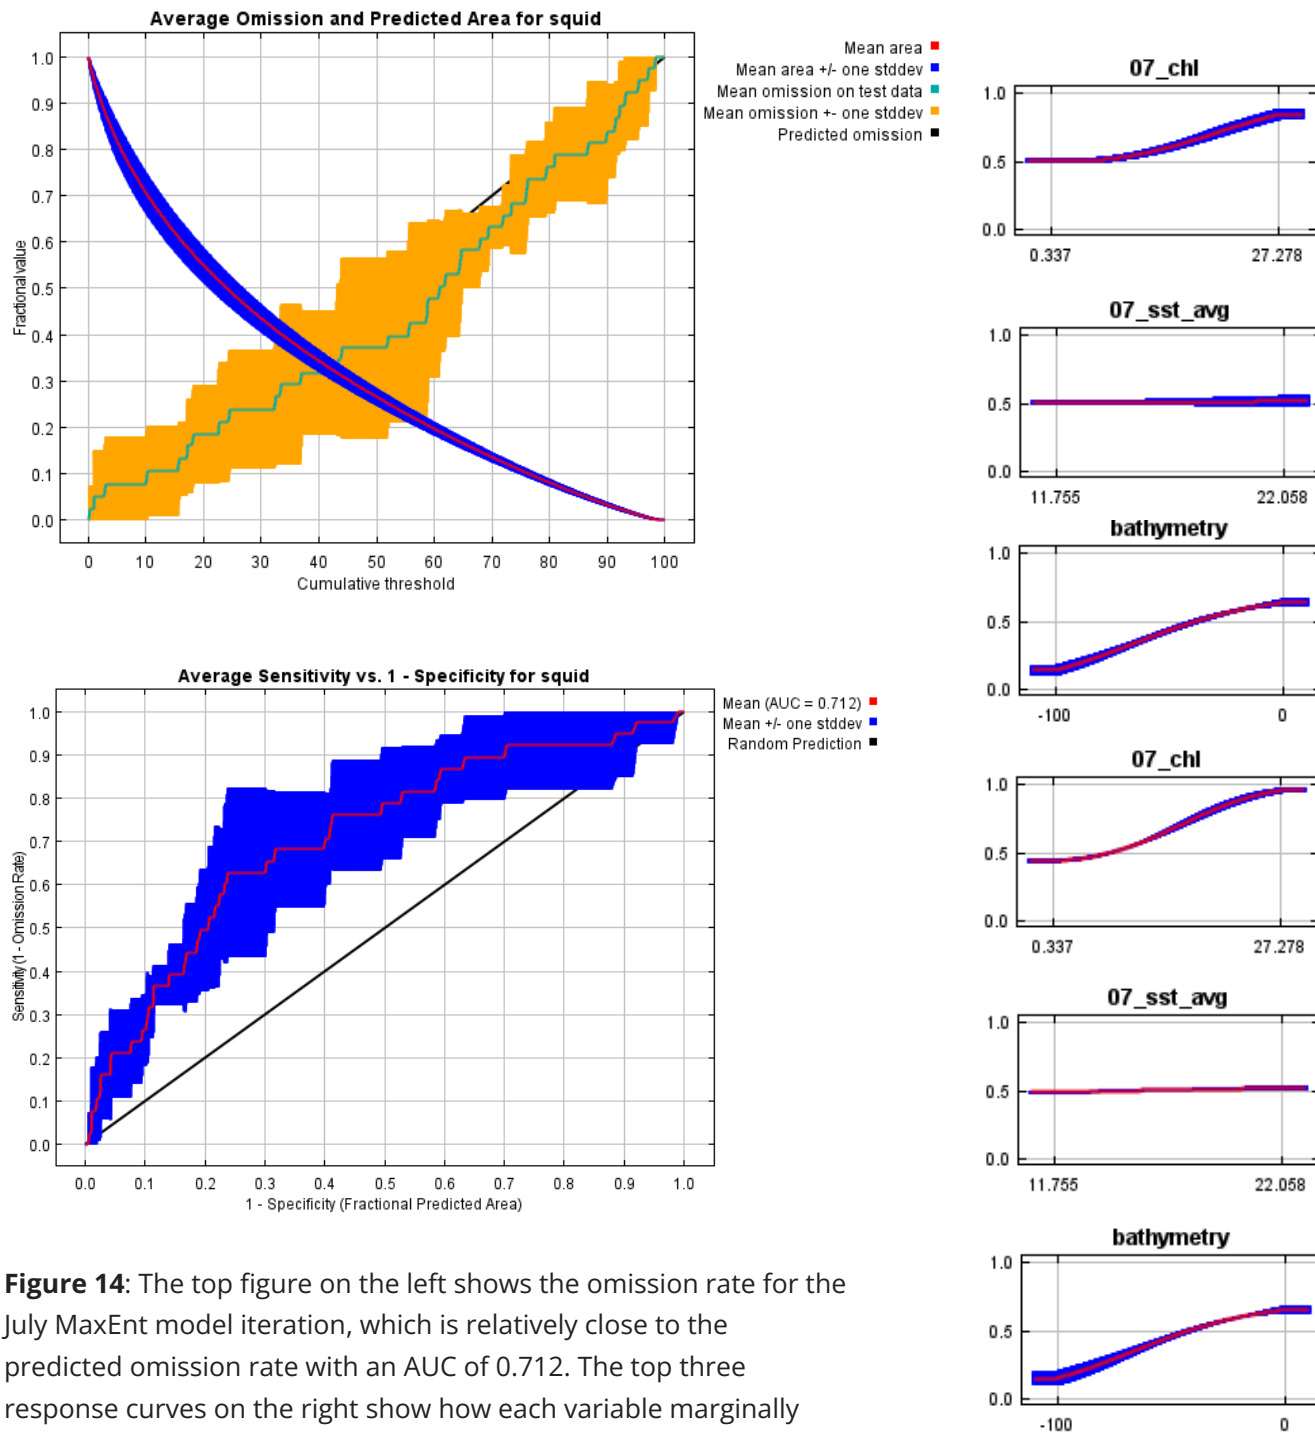 Average Omission and Predicted Area for squid
Mean area
Mean area +/- one stddev
Mean omission on test data
Mean omission +- one stddev
Predicted omission
1.0
0.9
0.8
0.7
0.6
0.5
0.4
0.3
0.2
0.1
0.0
Fractional value
0 10 20 30 40 50 60 70 80 90 100
Cumulative threshold
Average Sensitivity vs. 1 - Specificity for squid
Mean (AUC = 0.712)
Mean +/- one stddev
Random Prediction
1.0
0.9
0.8
0.7
0.6
0.5
0.4
0.3
0.2
0.1
0.0
Sensitivity (1 - Omission Rate)
0.0 0.1 0.2 0.3 0.4 0.5 0.6 0.7 0.8 0.9 1.0
1 - Specificity (Fractional Predicted Area)
Figure 14: The top figure on the left shows the omission rate for the
July MaxEnt model iteration, which is relatively close to the
predicted omission rate with an AUC of 0.712. The top three
response curves on the right show how each variable marginally
07_chl
1.0
0.5
0.0
0.337 27.278
07_sst_avg
1.0
0.5
0.0
11.755 22.058
bathymetry
1.0
0.5
0.0
-100 0
07_chl
1.0
0.5
0.0
0.337 27.278
07_sst_avg
1.0
0.5
0.0
11.755 22.058
bathymetry
1.0
0.5
0.0
-100 0